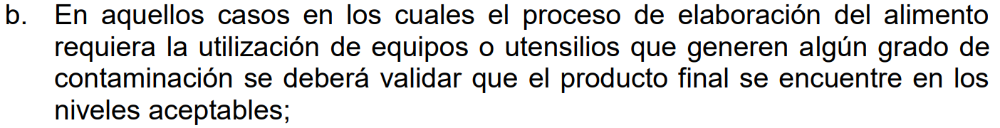 b. En aquellos casos en los cuales el proceso de elaboración del alimento
requiera la utilización de equipos o utensilios que generen algún grado de
contaminación se deberá validar que el producto final se encuentre en los
niveles aceptables;